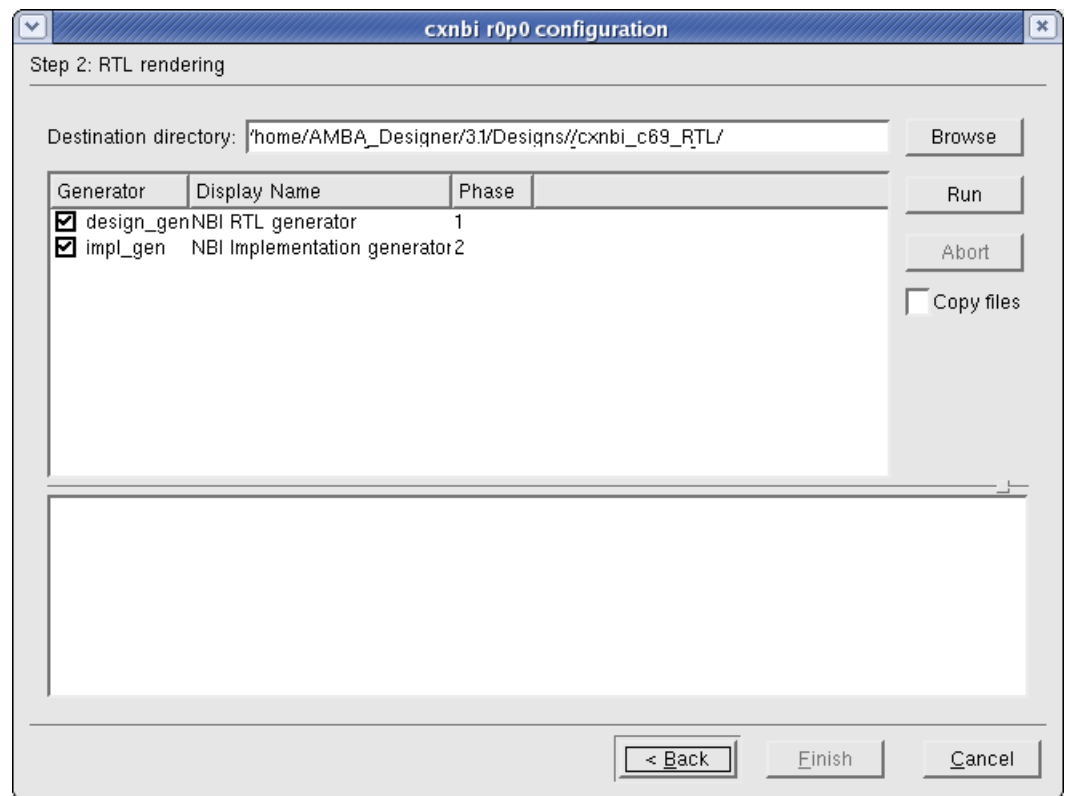 cxnbi r0p0 configuration
Step 2: RTL rendering
Destination directory: /home/AMBA_Designer/3.1/Designs//cxnbi_c69_RTL/ Browse
Generator Display Name Phase Run
design_gen NBI RTL generator 1
impl_gen NBI Implementation generator 2 Abort
Copy files
< Back Finish Cancel